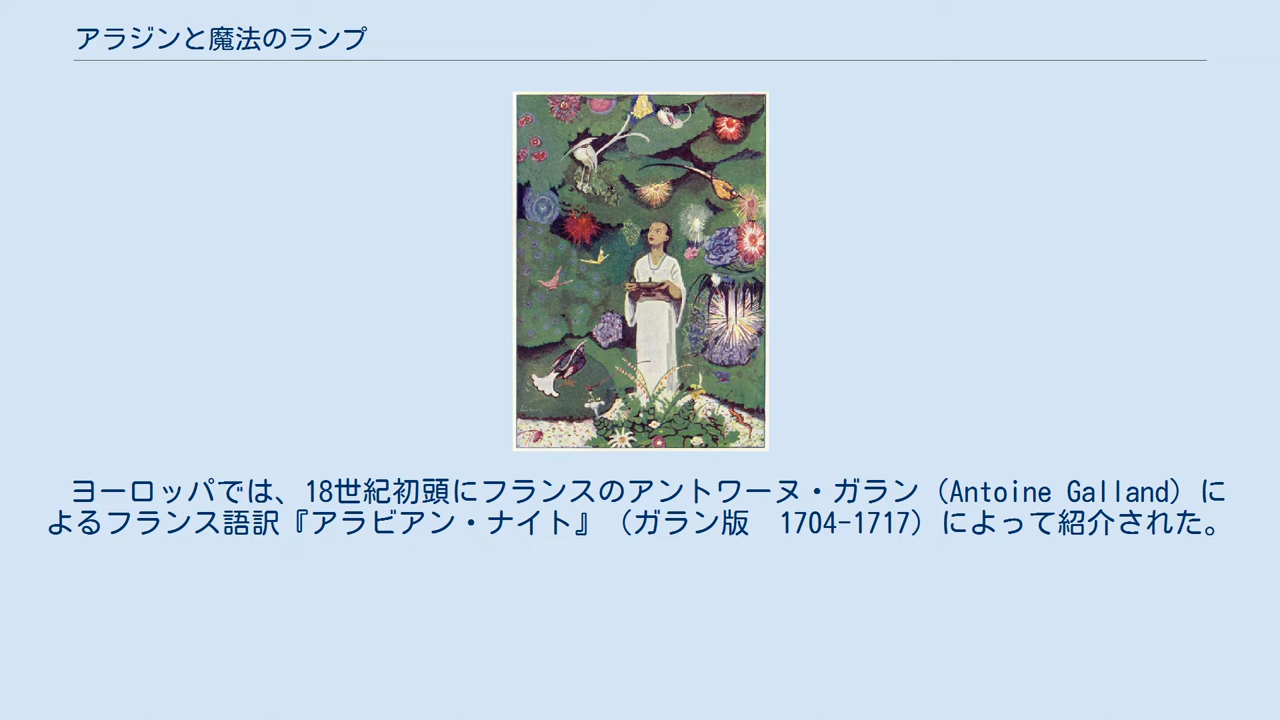 アラジンと魔法のランプ
ヨーロッパでは、18世紀初頭にフランスのアントワーヌ・ガラン（Antoine Galland）に
よるフランス語訳『アラビアン・ナイト』（ガラン版　1704-1717）によって紹介された。